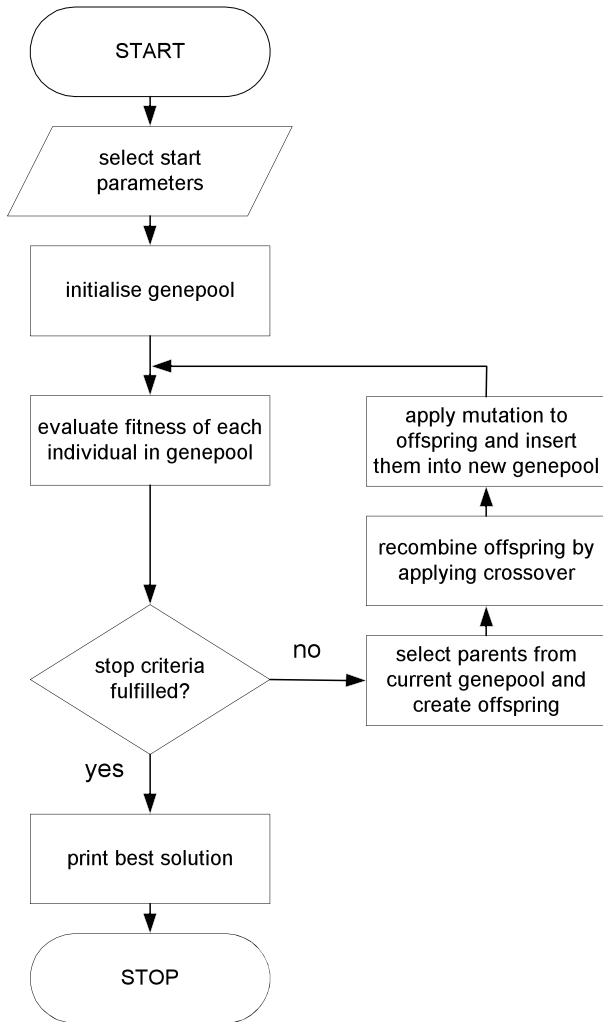 START
select start
parameters
initialise genepool
evaluate fitness of each
individual in genepool
stop criteria
fulfilled?
no
select parents from
current genepool and
create offspring
recombine offspring by
applying crossover
apply mutation to
offspring and insert
them into new genepool
yes
print best solution
STOP